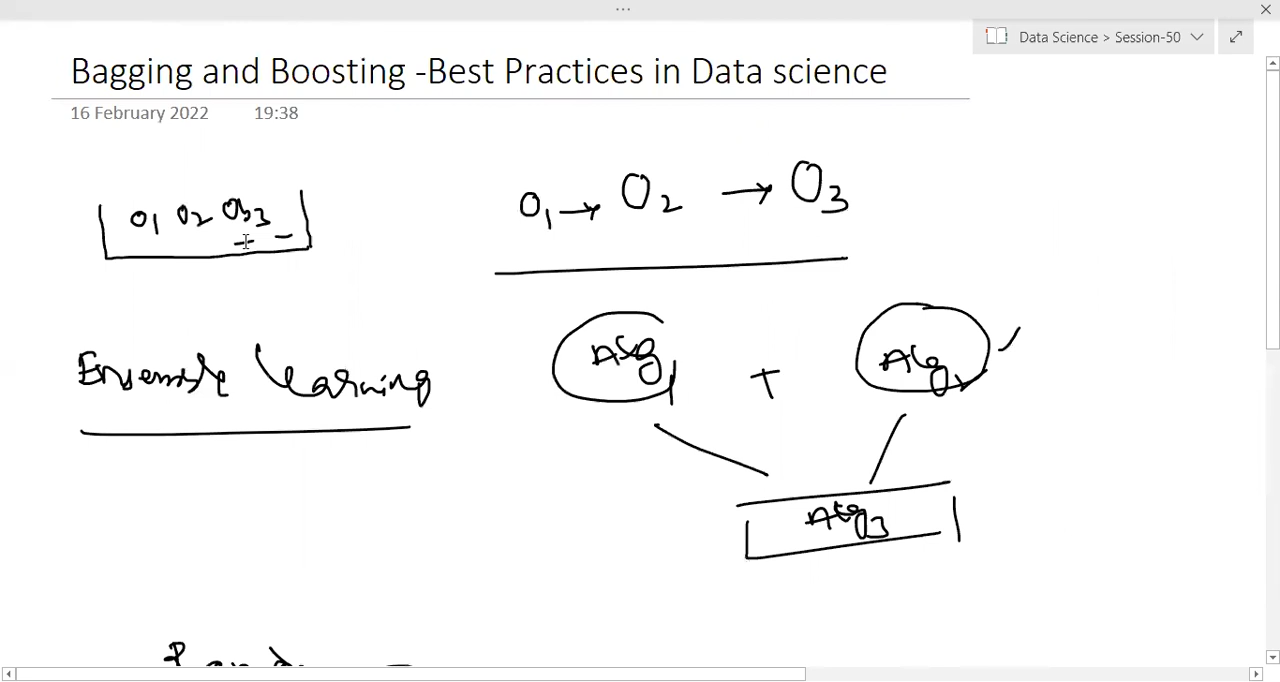 Data Science > Session-50
Bagging and Boosting -Best Practices in Data science
16 February 2022 19:38
O1 O2 Ob3
O1 → O2 → O3
Ensemble Learning
Alg1 + Alg2
Alg3